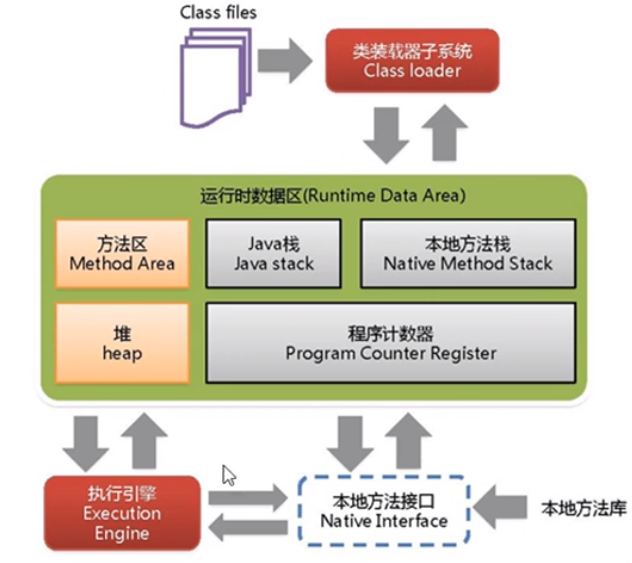 Class files
类装载器子系统
Class loader
运行时数据区(Runtime Data Area)
方法区
Method Area
Java栈
Java stack
本地方法栈
Native Method Stack
堆
heap
程序计数器
Program Counter Register
执行引擎
Execution
Engine
本地方法接口
Native Interface
本地方法库